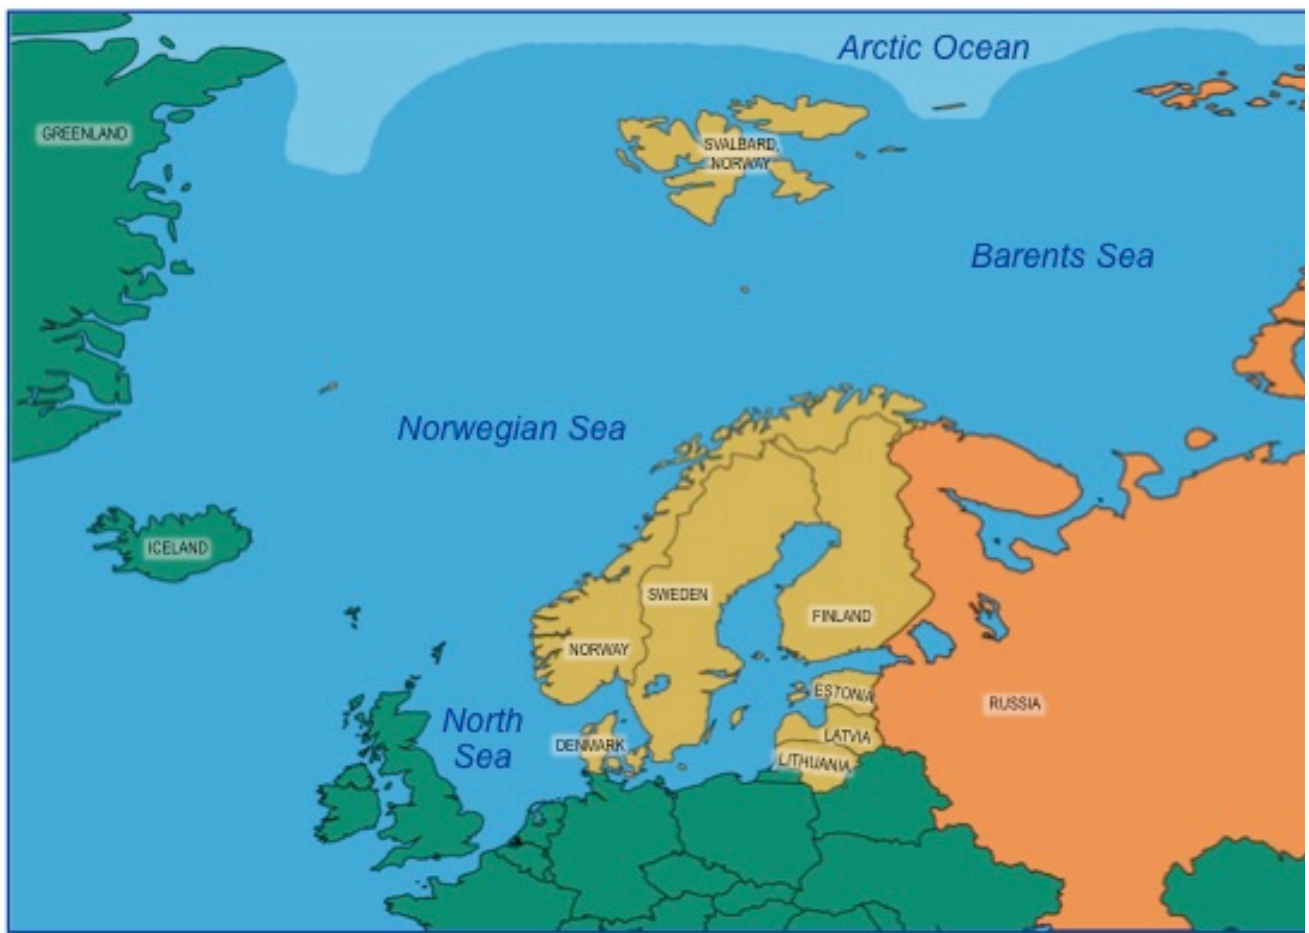 Arctic Ocean
GREENLAND
SVALBARD,
NORWAY
Barents Sea
Norwegian Sea
ICELAND
SWEDEN
FINLAND
NORWAY
ESTONIA
RUSSIA
North
Sea
DENMARK
LATVIA
LITHUANIA